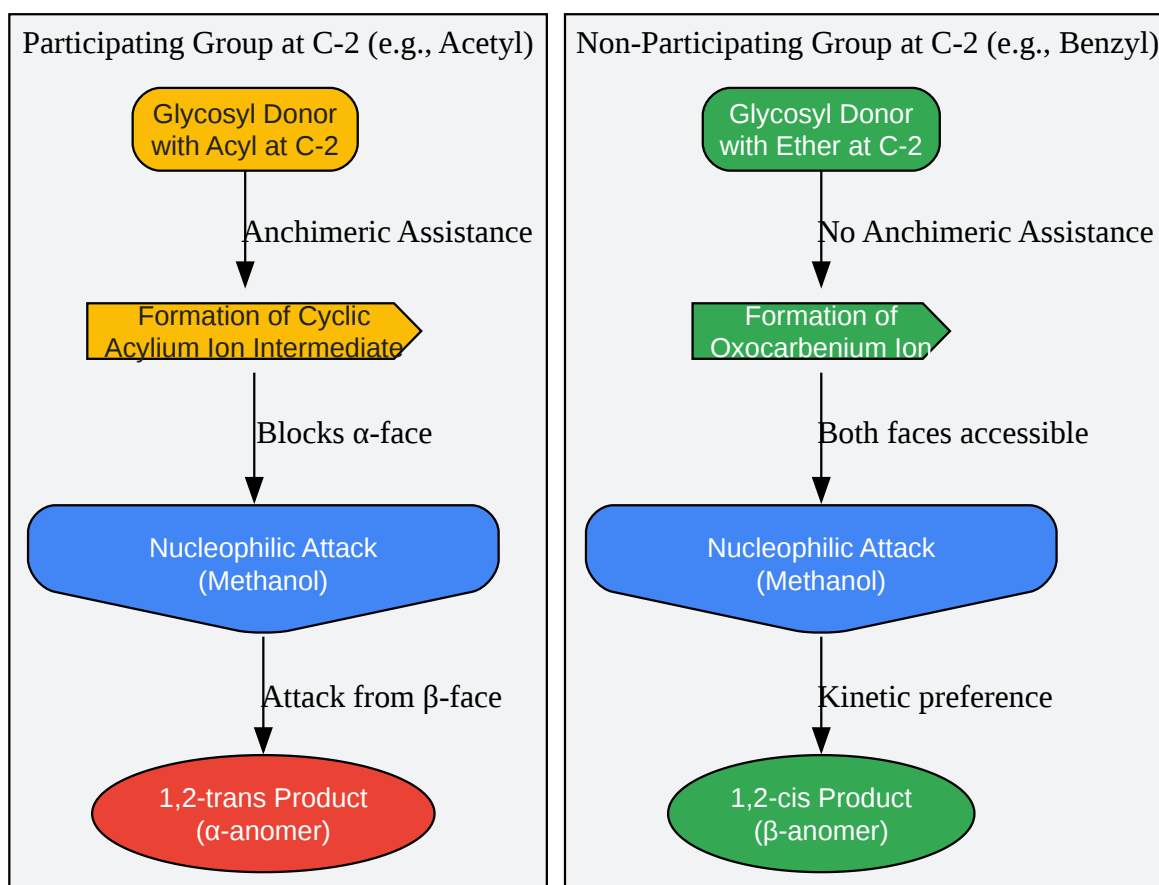 Participating Group at C-2 (e.g., Acetyl)
Glycosyl Donor
with Acyl at C-2
Anchimeric Assistance
Formation of Cyclic
Acylium Ion Intermediate
Blocks α-face
Nucleophilic Attack
(Methanol)
Attack from β-face
1,2-trans Product
(α-anomer)
Non-Participating Group at C-2 (e.g., Benzyl)
Glycosyl Donor
with Ether at C-2
No Anchimeric Assistance
Formation of
Oxocarbenium Ion
Both faces accessible
Nucleophilic Attack
(Methanol)
Kinetic preference
1,2-cis Product
(β-anomer)